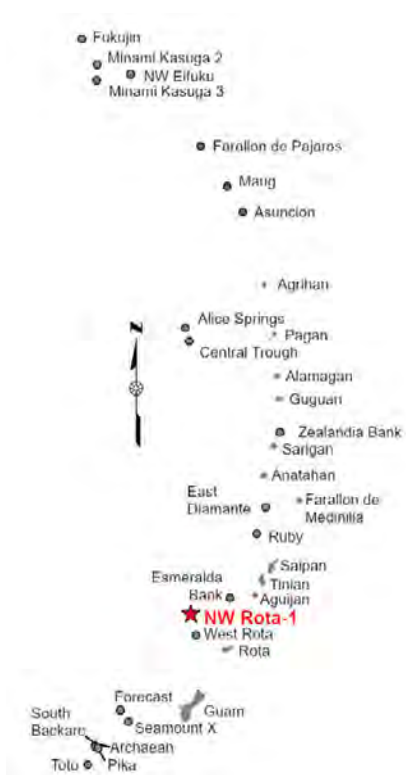 Fukujin
Minami Kasuga 2
NW Eifuku
Minami Kasuga 3
Farallon de Pajaros
Maug
Asuncion
Agrihan
Alice Springs
N
Pagan
Central Trough
Alamagan
Guguan
Zealandia Bank
Sarigan
Anatahan
East
Diamante
Farallon de
Medinilla
Ruby
Saipan
Esmeralda
Bank
Tinian
Aguijan
NW Rota-1
West Rota
Rota
Forecast
Guam
South
Backarc
Seamount X
Archaean
Toto
Pika